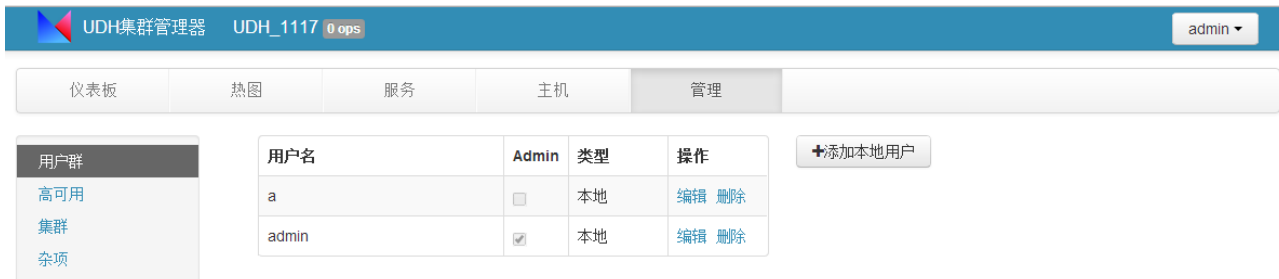 UDH集群管理器 UDH_1117 0 ops admin
仪表板 热图 服务 主机 管理
用户群
高可用
集群
杂项
用户名 Admin 类型 操作
a 本地 编辑 删除
admin 本地 编辑 删除
+添加本地用户